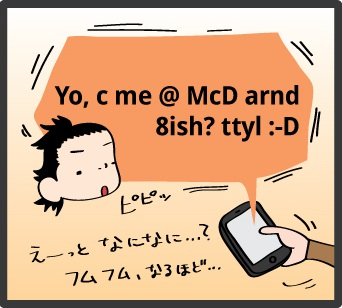 Yo, c me @ McD arnd
8ish? ttyl :-D
ピピッ
えーっと なになに…?
フムフム、なるほど…